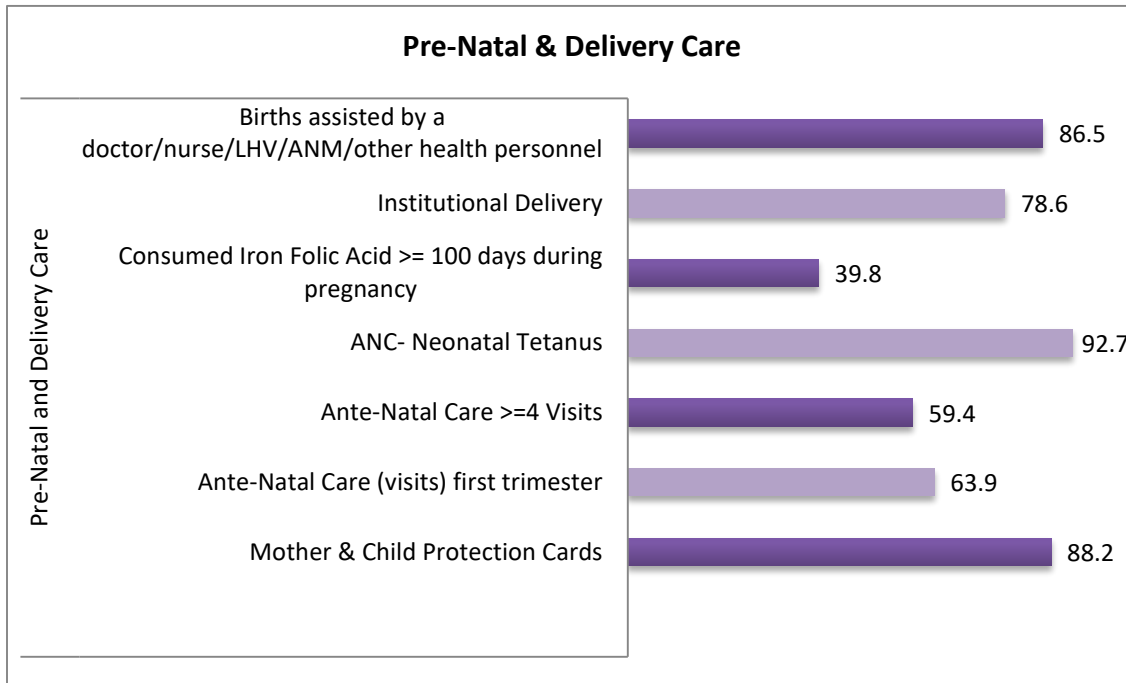 Pre-Natal & Delivery Care
Pre-Natal and Delivery Care
Births assisted by a
doctor/nurse/LHV/ANM/other health personnel
86.5
Institutional Delivery
78.6
Consumed Iron Folic Acid >= 100 days during
pregnancy
39.8
ANC- Neonatal Tetanus
92.7
Ante-Natal Care >=4 Visits
59.4
Ante-Natal Care (visits) first trimester
63.9
Mother & Child Protection Cards
88.2